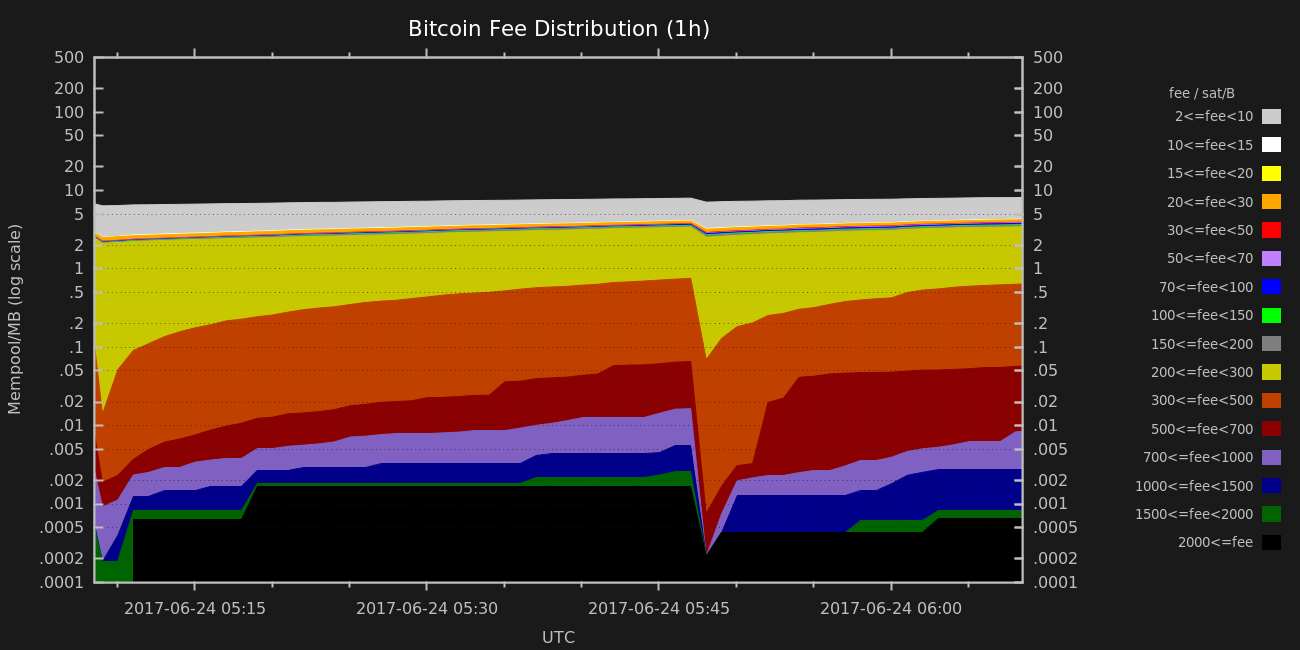 Bitcoin Fee Distribution (1h)
Mempool/MB (log scale)
500
200
100
50
20
10
5
2
1
.5
.2
.1
.05
.02
.01
.005
.002
.001
.0005
.0002
.0001
500
200
100
50
20
10
5
2
1
.5
.2
.1
.05
.02
.01
.005
.002
.001
.0005
.0002
.0001
2017-06-24 05:15
2017-06-24 05:30
2017-06-24 05:45
2017-06-24 06:00
UTC
fee / sat/B
2<=fee<10
10<=fee<15
15<=fee<20
20<=fee<30
30<=fee<50
50<=fee<70
70<=fee<100
100<=fee<150
150<=fee<200
200<=fee<300
300<=fee<500
500<=fee<700
700<=fee<1000
1000<=fee<1500
1500<=fee<2000
2000<=fee